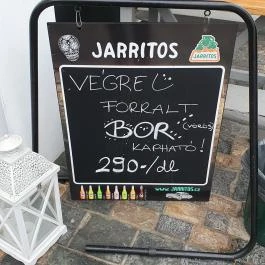 JARRITOS
JARRITOS
VÉGRE
FORRALT
BOR (VÖRÖS)
KAPHATÓ!
290-/dl
WWW.JARRITOS.CZ